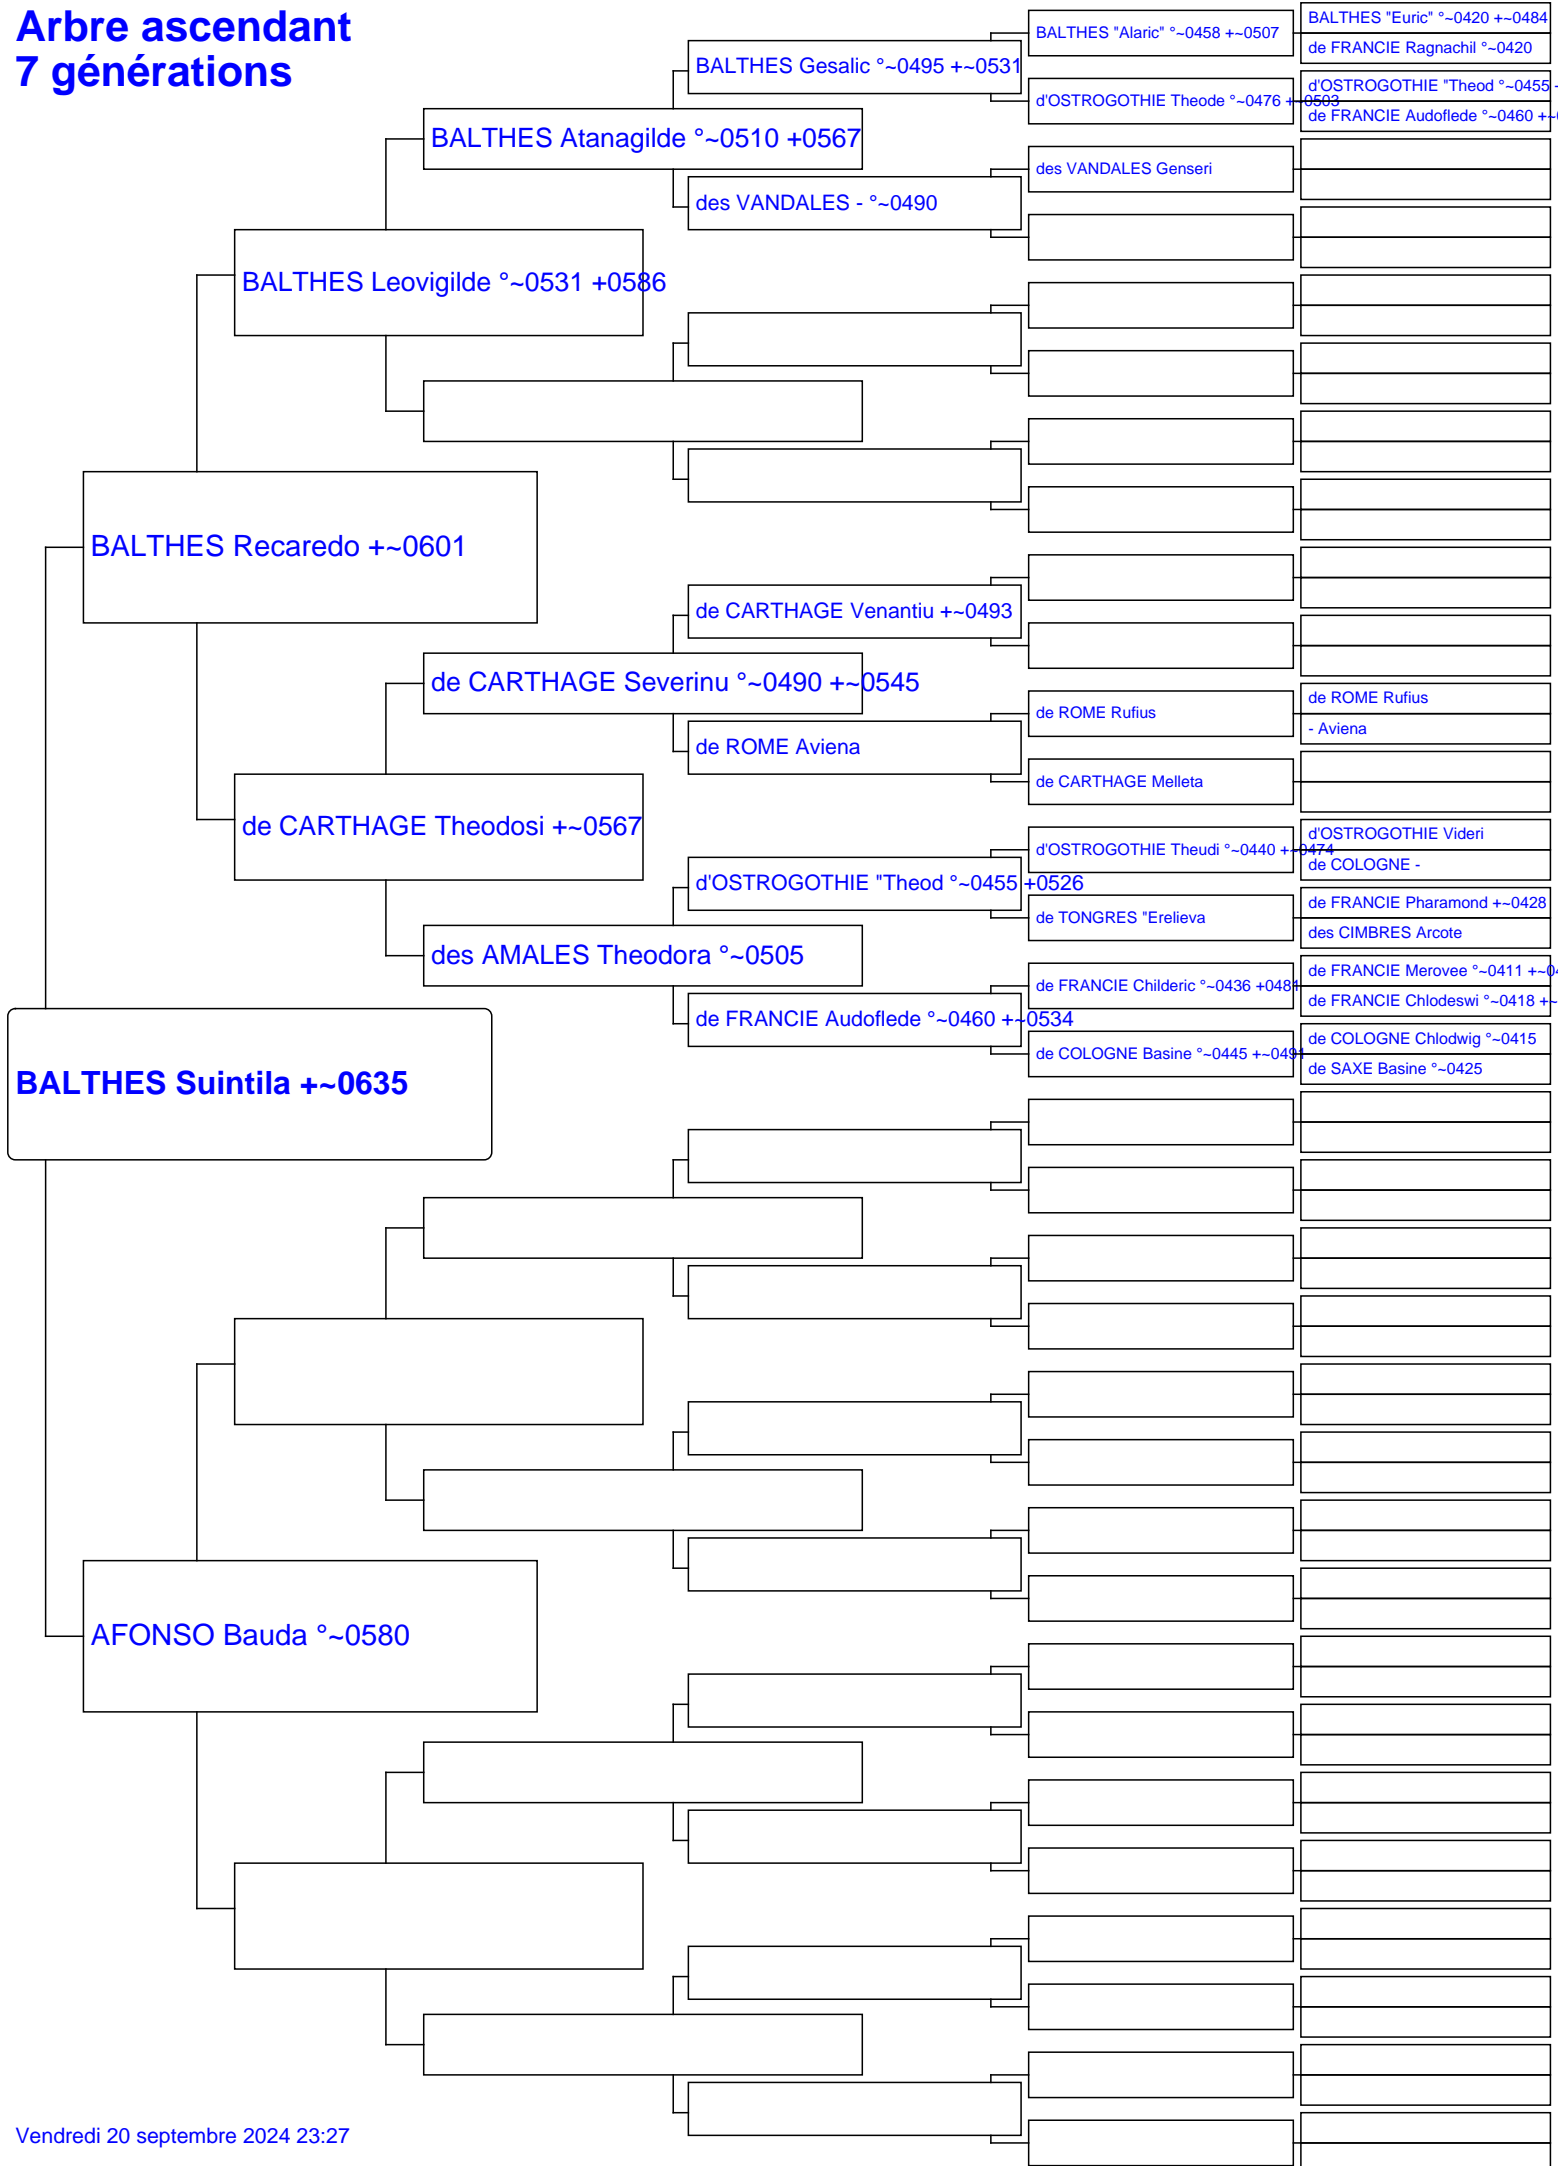 Arbre ascendant
7 générations
BALTHES "Euric" °~0420 +~0484
BALTHES "Alaric" °~0458 +~0507
de FRANCIE Ragnachil °~0420
BALTHES Gesalic °~0495 +~0531
d'OSTROGOTHIE "Theod °~0455
d'OSTROGOTHIE Theode °~0476 +~0503
de FRANCIE Audoflede °~0460
BALTHES Atanagilde °~0510 +0567
des VANDALES Genseri
des VANDALES - °~0490
BALTHES Leovigilde °~0531 +0586
BALTHES Recaredo +~0601
de CARTHAGE Venantiu +~0493
de CARTHAGE Severinu °~0490 +~0545
de ROME Rufius
de ROME Rufius
- Aviena
de ROME Aviena
de CARTHAGE Melleta
de CARTHAGE Theodosi +~0567
d'OSTROGOTHIE Videri
d'OSTROGOTHIE Theudi °~0440 +~0474
de COLOGNE -
d'OSTROGOTHIE "Theod °~0455 +0526
de FRANCIE Pharamond +~0428
de TONGRES "Erelieva
des CIMBRES Arcote
des AMALES Theodora °~0505
de FRANCIE Merovee °~0411
de FRANCIE Childeric °~0436 +0481
de FRANCIE Chlodeswi °~0418
de FRANCIE Audoflede °~0460 +~0534
de COLOGNE Chlodwig °~0415
de COLOGNE Basine °~0445 +~0491
de SAXE Basine °~0425
BALTHES Suintila +~0635
AFONSO Bauda °~0580
Vendredi 20 septembre 2024 23:27